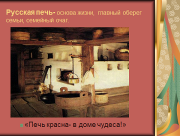 Русская печь- основа жизни, главный оберег
семьи, семейный очаг.
«Печь красна- в доме чудеса!»